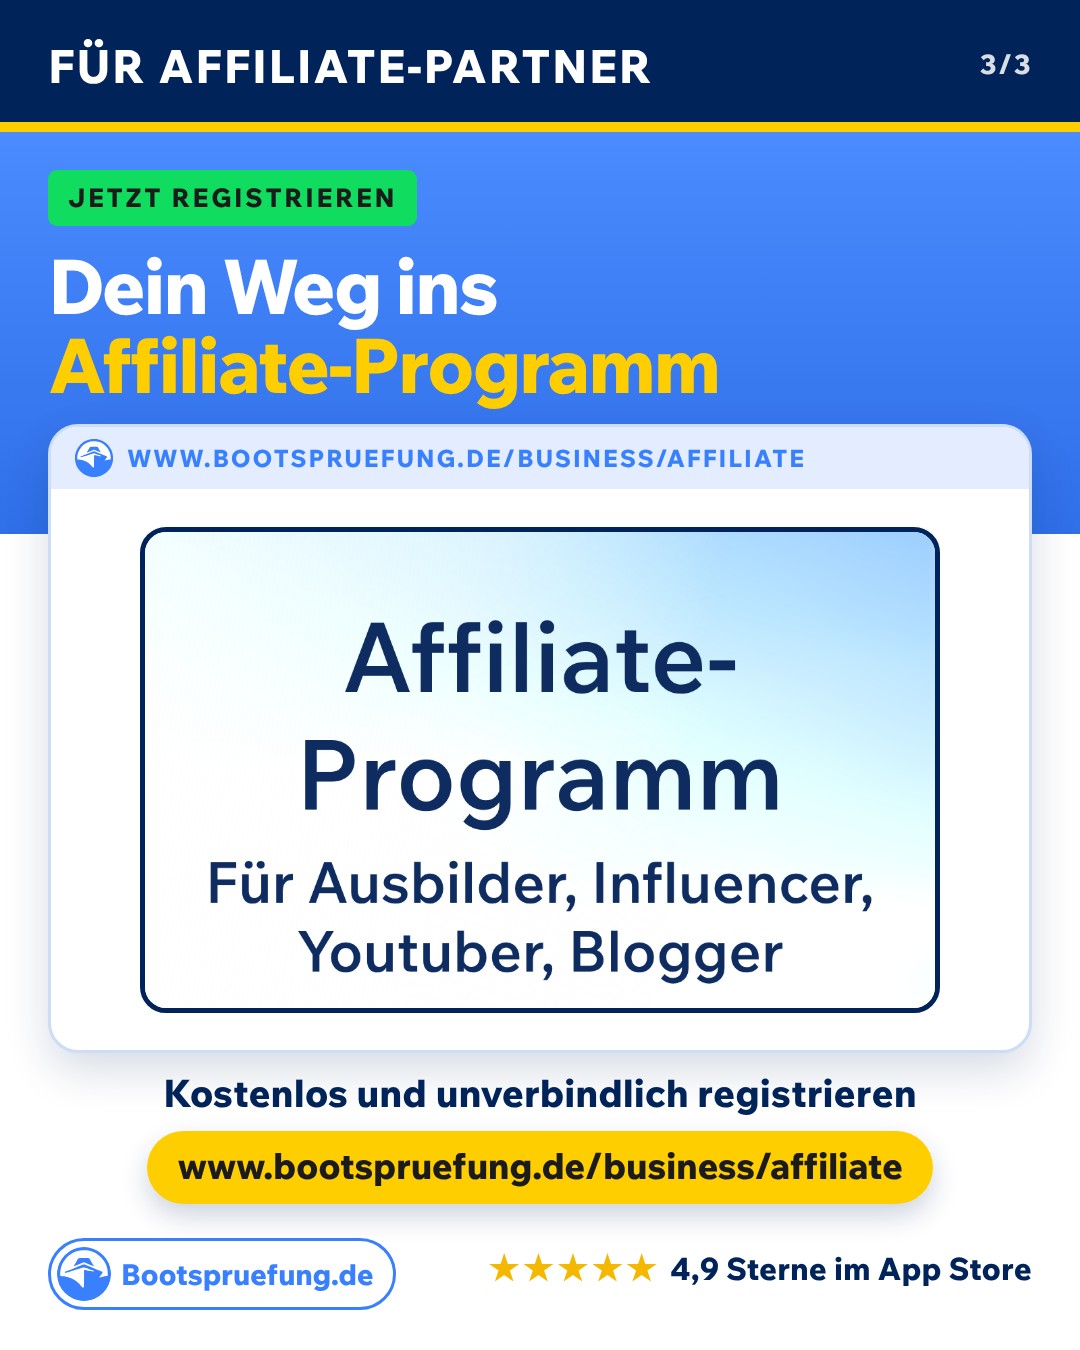 FÜR AFFILIATE-PARTNER
3/3
JETZT REGISTRIEREN
Dein Weg ins
Affiliate-Programm
WWW.BOOTSPRUEFUNG.DE/BUSINESS/AFFILIATE
Affiliate-
Programm
Für Ausbilder, Influencer,
Youtuber, Blogger
Kostenlos und unverbindlich registrieren
www.bootspruefung.de/business/affiliate
Bootspruefung.de
★★★★★ 4,9 Sterne im App Store